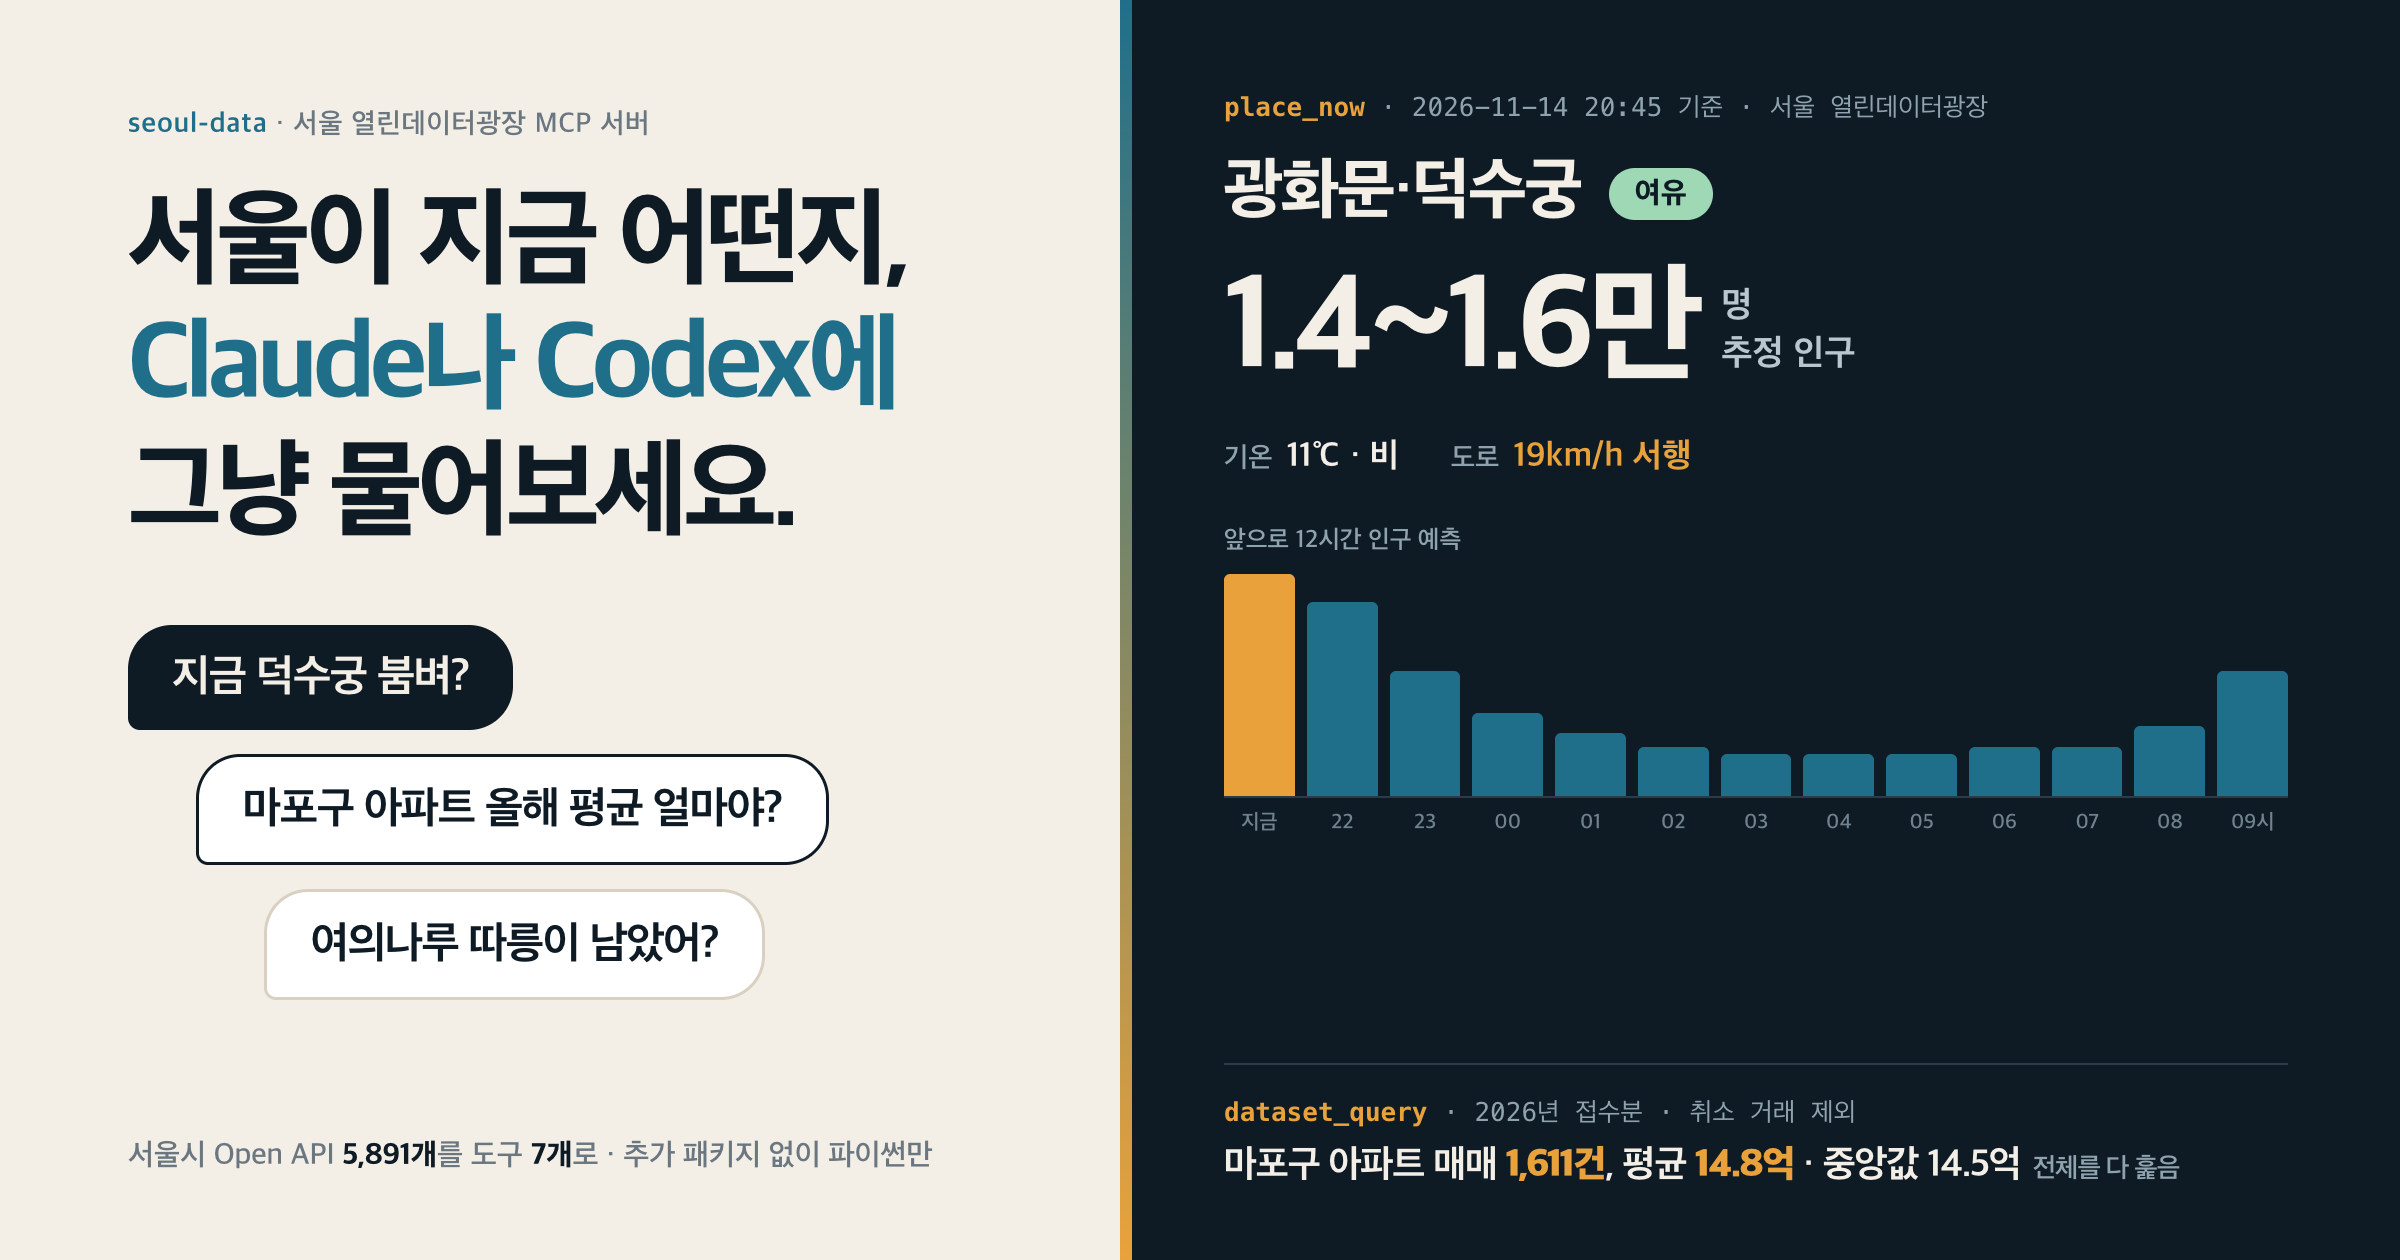 seoul-data · 서울 열린데이터광장 MCP 서버
서울이 지금 어떤지,
Claude나 Codex에
그냥 물어보세요.
지금 덕수궁 붐벼?
마포구 아파트 올해 평균 얼마야?
여의나루 따릉이 남았어?
서울시 Open API 5,891개를 도구 7개로 · 추가 패키지 없이 파이썬만
place_now · 2026-11-14 20:45 기준 · 서울 열린데이터광장
광화문·덕수궁 여유
1.4~1.6만 명
추정 인구
기온 11℃ · 비 도로 19km/h 서행
앞으로 12시간 인구 예측
지금 22 23 00 01 02 03 04 05 06 07 08 09시
dataset_query · 2026년 접수분 · 취소 거래 제외
마포구 아파트 매매 1,611건, 평균 14.8억 · 중앙값 14.5억 전체를 다 훑음